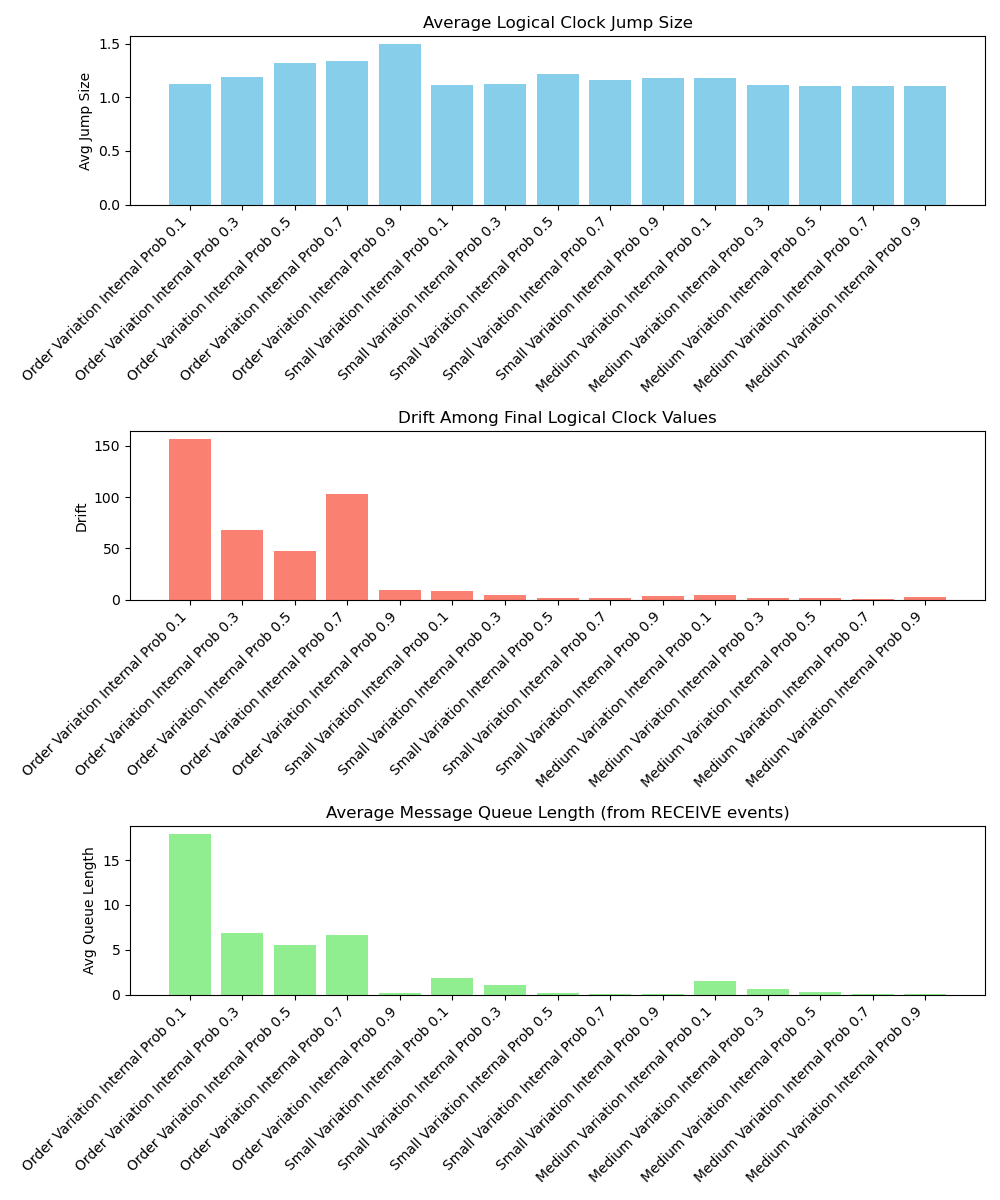 Average Logical Clock Jump Size
Avg Jump Size
1.5
1.0
0.5
0.0
Order Variation Internal Prob 0.1
Order Variation Internal Prob 0.3
Order Variation Internal Prob 0.5
Order Variation Internal Prob 0.7
Order Variation Internal Prob 0.9
Small Variation Internal Prob 0.1
Small Variation Internal Prob 0.3
Small Variation Internal Prob 0.5
Small Variation Internal Prob 0.7
Small Variation Internal Prob 0.9
Medium Variation Internal Prob 0.1
Medium Variation Internal Prob 0.3
Medium Variation Internal Prob 0.5
Medium Variation Internal Prob 0.7
Medium Variation Internal Prob 0.9
Drift Among Final Logical Clock Values
Drift
150
100
50
0
Order Variation Internal Prob 0.1
Order Variation Internal Prob 0.3
Order Variation Internal Prob 0.5
Order Variation Internal Prob 0.7
Order Variation Internal Prob 0.9
Small Variation Internal Prob 0.1
Small Variation Internal Prob 0.3
Small Variation Internal Prob 0.5
Small Variation Internal Prob 0.7
Small Variation Internal Prob 0.9
Medium Variation Internal Prob 0.1
Medium Variation Internal Prob 0.3
Medium Variation Internal Prob 0.5
Medium Variation Internal Prob 0.7
Medium Variation Internal Prob 0.9
Average Message Queue Length (from RECEIVE events)
Avg Queue Length
15
10
5
0
Order Variation Internal Prob 0.1
Order Variation Internal Prob 0.3
Order Variation Internal Prob 0.5
Order Variation Internal Prob 0.7
Order Variation Internal Prob 0.9
Small Variation Internal Prob 0.1
Small Variation Internal Prob 0.3
Small Variation Internal Prob 0.5
Small Variation Internal Prob 0.7
Small Variation Internal Prob 0.9
Medium Variation Internal Prob 0.1
Medium Variation Internal Prob 0.3
Medium Variation Internal Prob 0.5
Medium Variation Internal Prob 0.7
Medium Variation Internal Prob 0.9